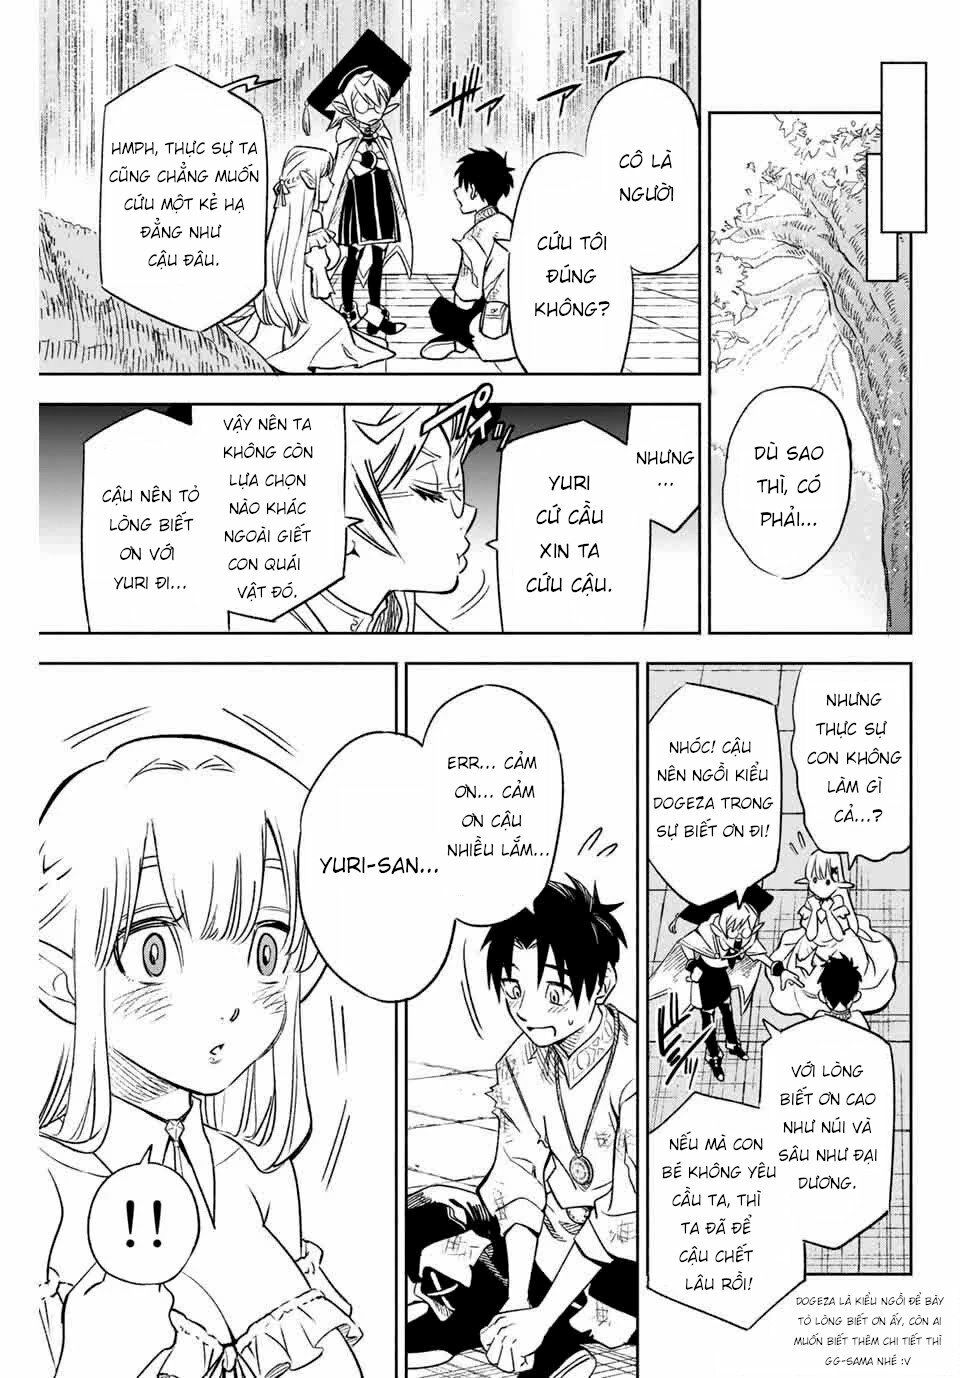 DÙ SAO
THÌ, CÓ
PHẢI...
CÔ LÀ
NGƯỜI
CỨU TÔI
ĐÚNG
KHÔNG?
HMPH, THỰC SỰ TA
CŨNG CHẲNG MUỐN
CỨU MỘT KẺ HẠ
ĐẲNG NHƯ
CẬU ĐÂU.
NHƯNG
...
YURI
CỨ CẦU
XIN TA
CỨU CẬU.
プイッ
VẬY NÊN TA
KHÔNG CÒN
LỰA CHỌN
NÀO KHÁC
NGOÀI GIẾT
CON QUÁI
VẬT ĐÓ.
CẬU NÊN TỎ
LÒNG BIẾT
ƠN VỚI
YURI ĐI...
NHƯNG
THỰC SỰ
CON KHÔNG
LÀM GÌ
CẢ...?
NHÓC! CẬU
NÊN NGỒI KIỂU
DOGEZA TRONG
SỰ BIẾT ƠN ĐI!
VỚI LÒNG
BIẾT ƠN CAO
NHƯ NÚI VÀ
SÂU NHƯ ĐẠI
DƯƠNG.
NẾU MÀ CON
BÉ KHÔNG YÊU
CẦU TA, THÌ
TA ĐÃ ĐỂ
CẬU CHẾT
LÂU RỒI!
DOGEZA LÀ KIỂU NGỒI ĐỂ BÀY
TỎ LÒNG BIẾT ƠN ẤY, CÒN AI
MUỐN BIẾT THÊM CHI TIẾT THÌ
GG-SAMA NHÉ :V
ERR... CẢM
ƠN... CẢM
ƠN CẬU
NHIỀU LẮM...
YURI-SAN...
!!